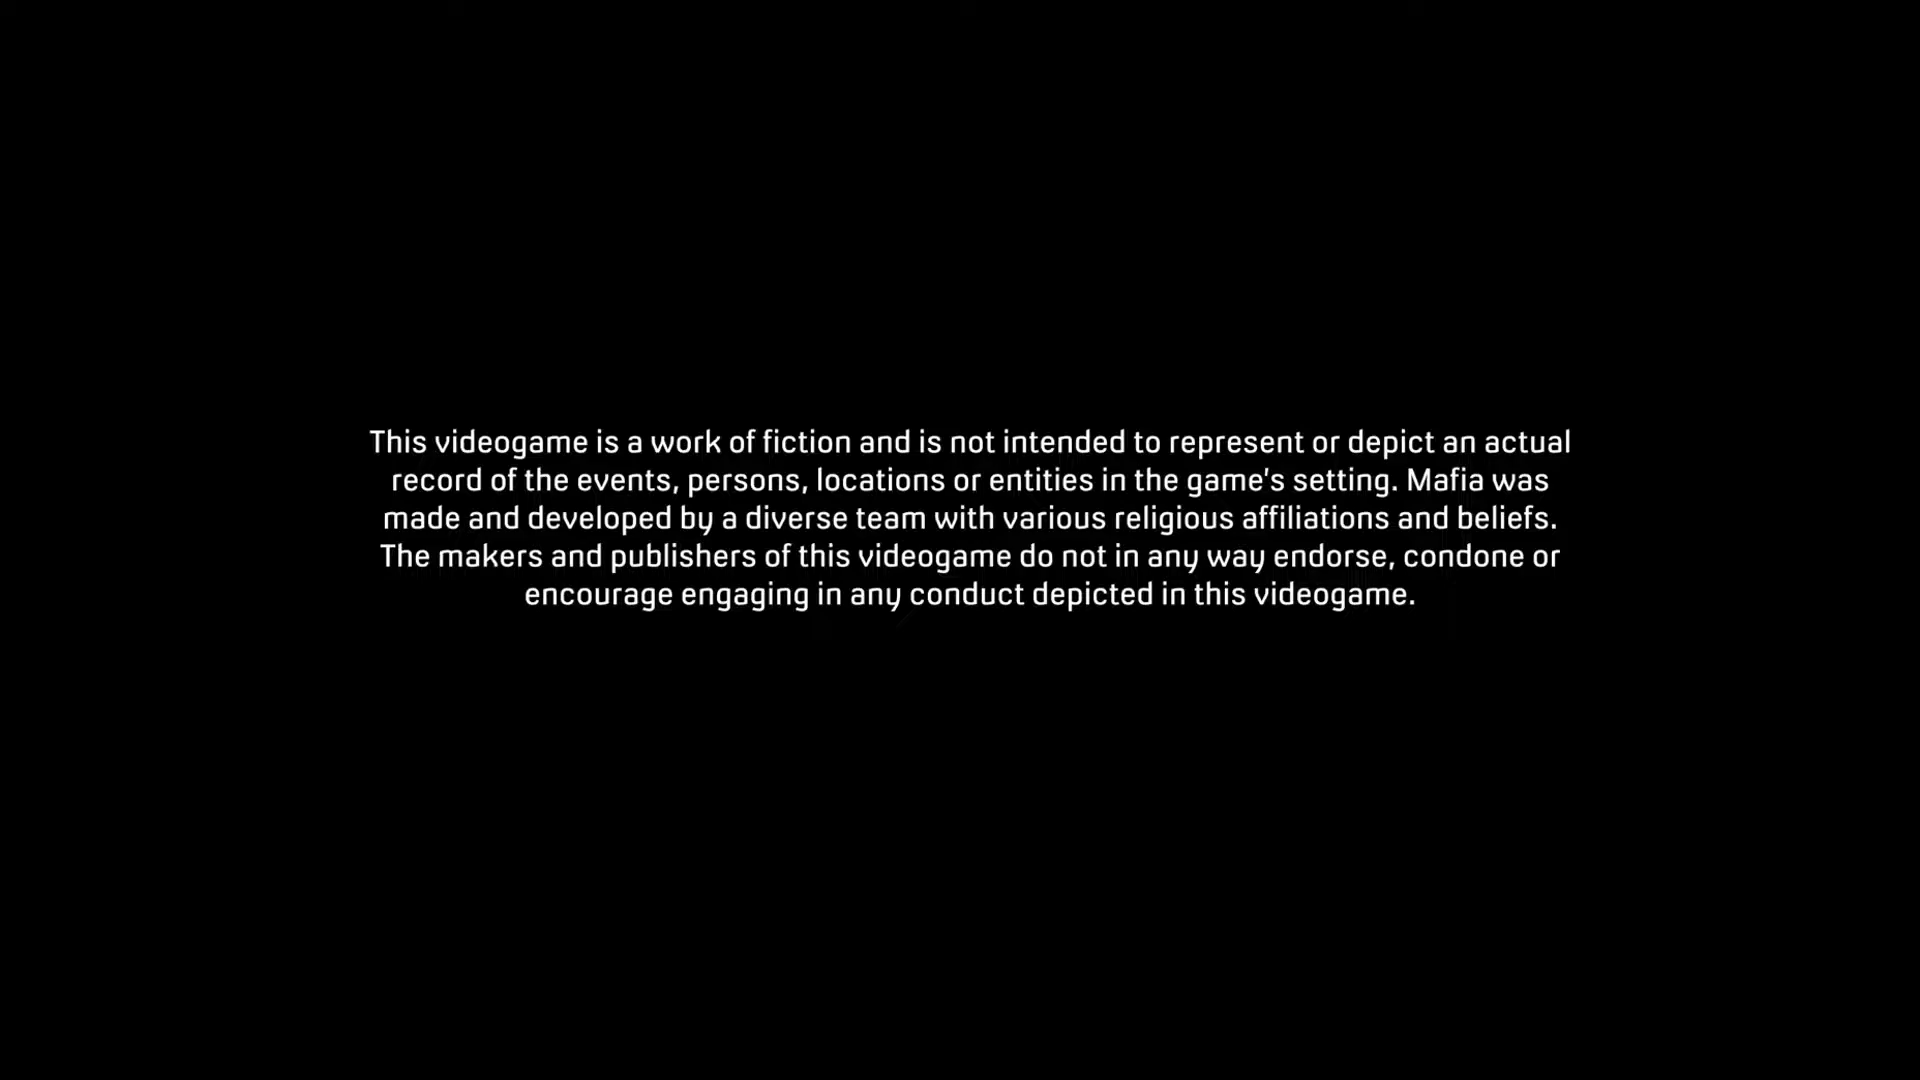 This videogame is a work of fiction and is not intended to represent or depict an actual
record of the events, persons, locations or entities in the game's setting. Mafia was
made and developed by a diverse team with various religious affiliations and beliefs.
The makers and publishers of this videogame do not in any way endorse, condone or
encourage engaging in any conduct depicted in this videogame.